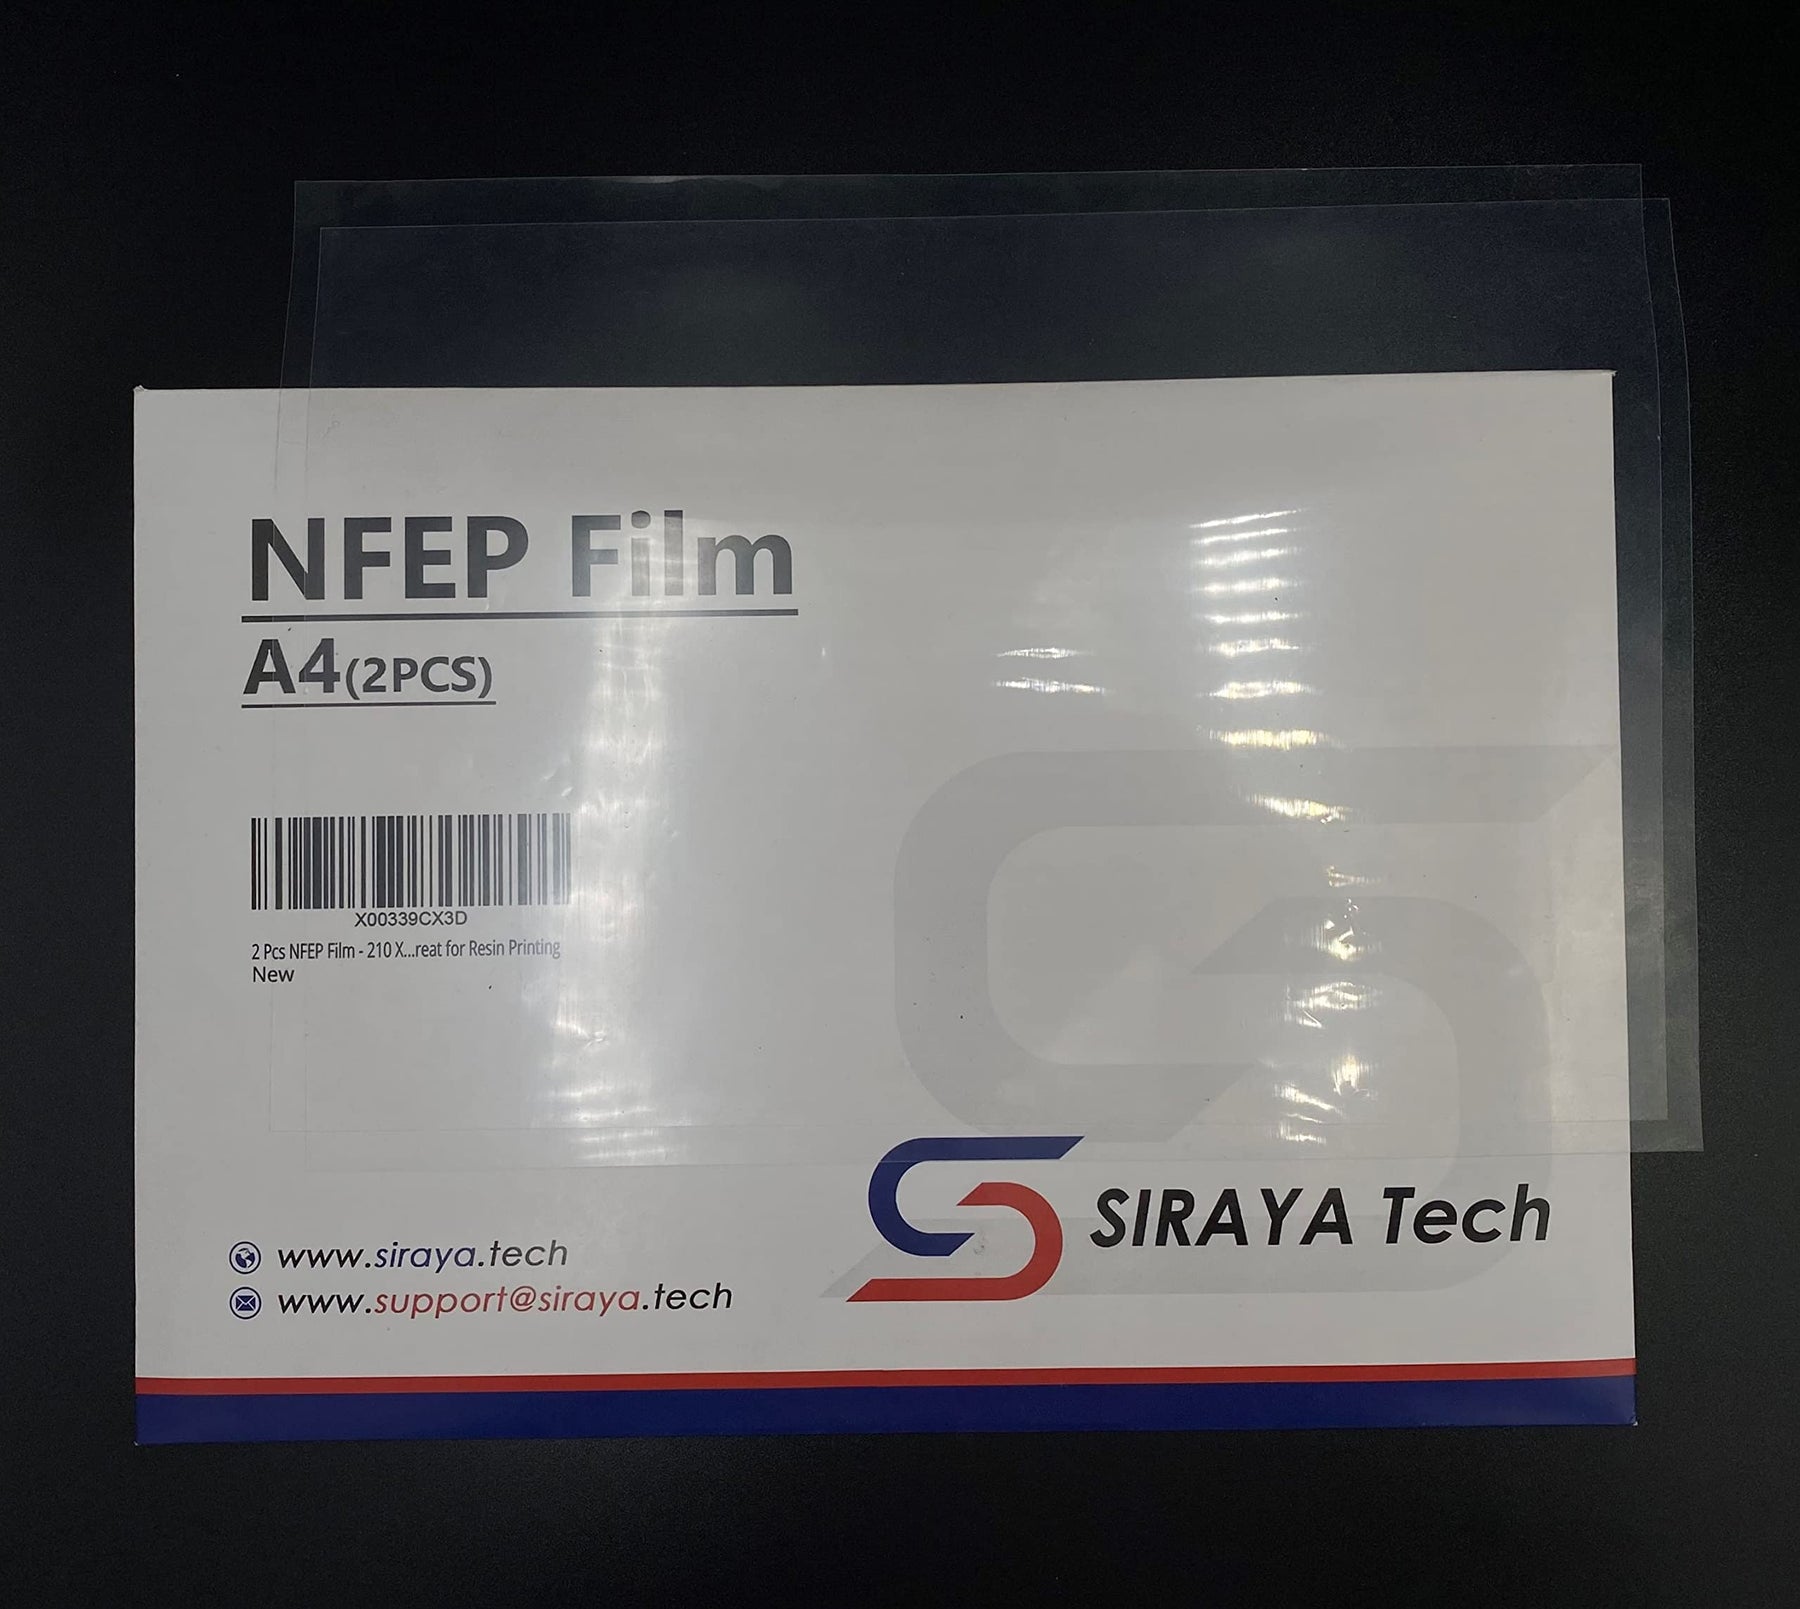 NFEP Film
A4(2PCS)
X00339CX3D
2 Pcs NFEP Film - 210 X...reat for Resin Printing
New
SIRAYA Tech
www.siraya.tech
www.support@siraya.tech